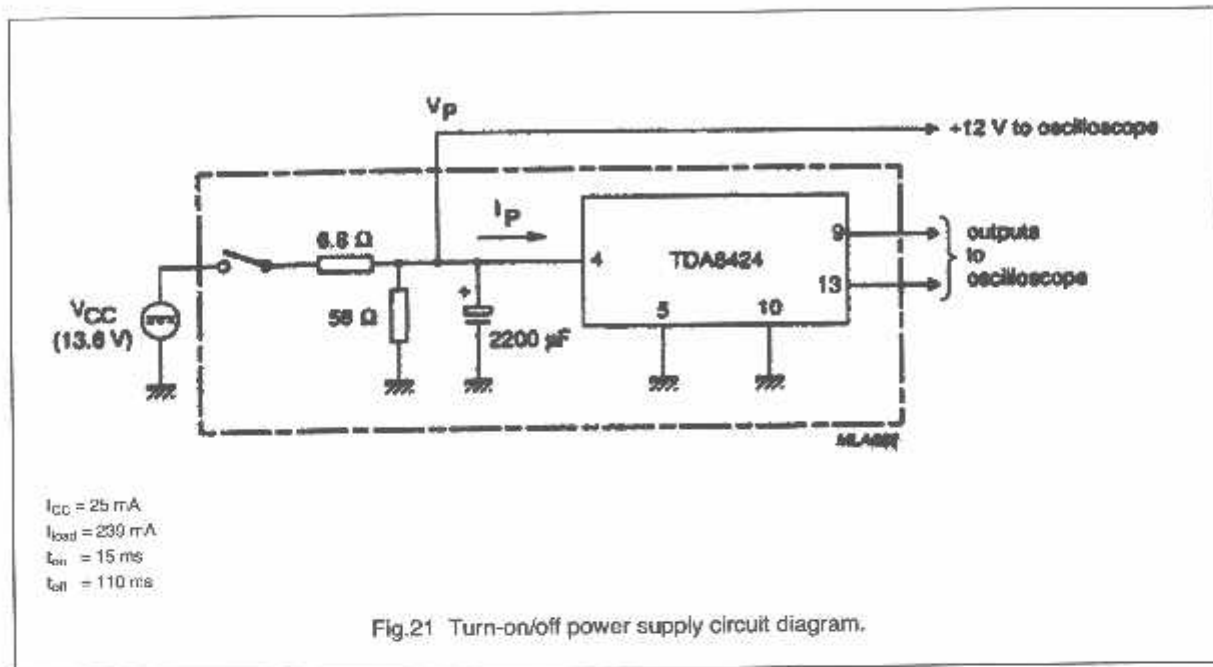 VP
+12 V to oscilloscope
IP
6.8 Ω
4
TDA8424
9
13
outputs
to
oscilloscope
VCC
(13.6 V)
56 Ω
+
2200 µF
5
10
ICC = 25 mA
Iload = 239 mA
ton = 15 ms
toff = 110 ms
Fig.21 Turn-on/off power supply circuit diagram.